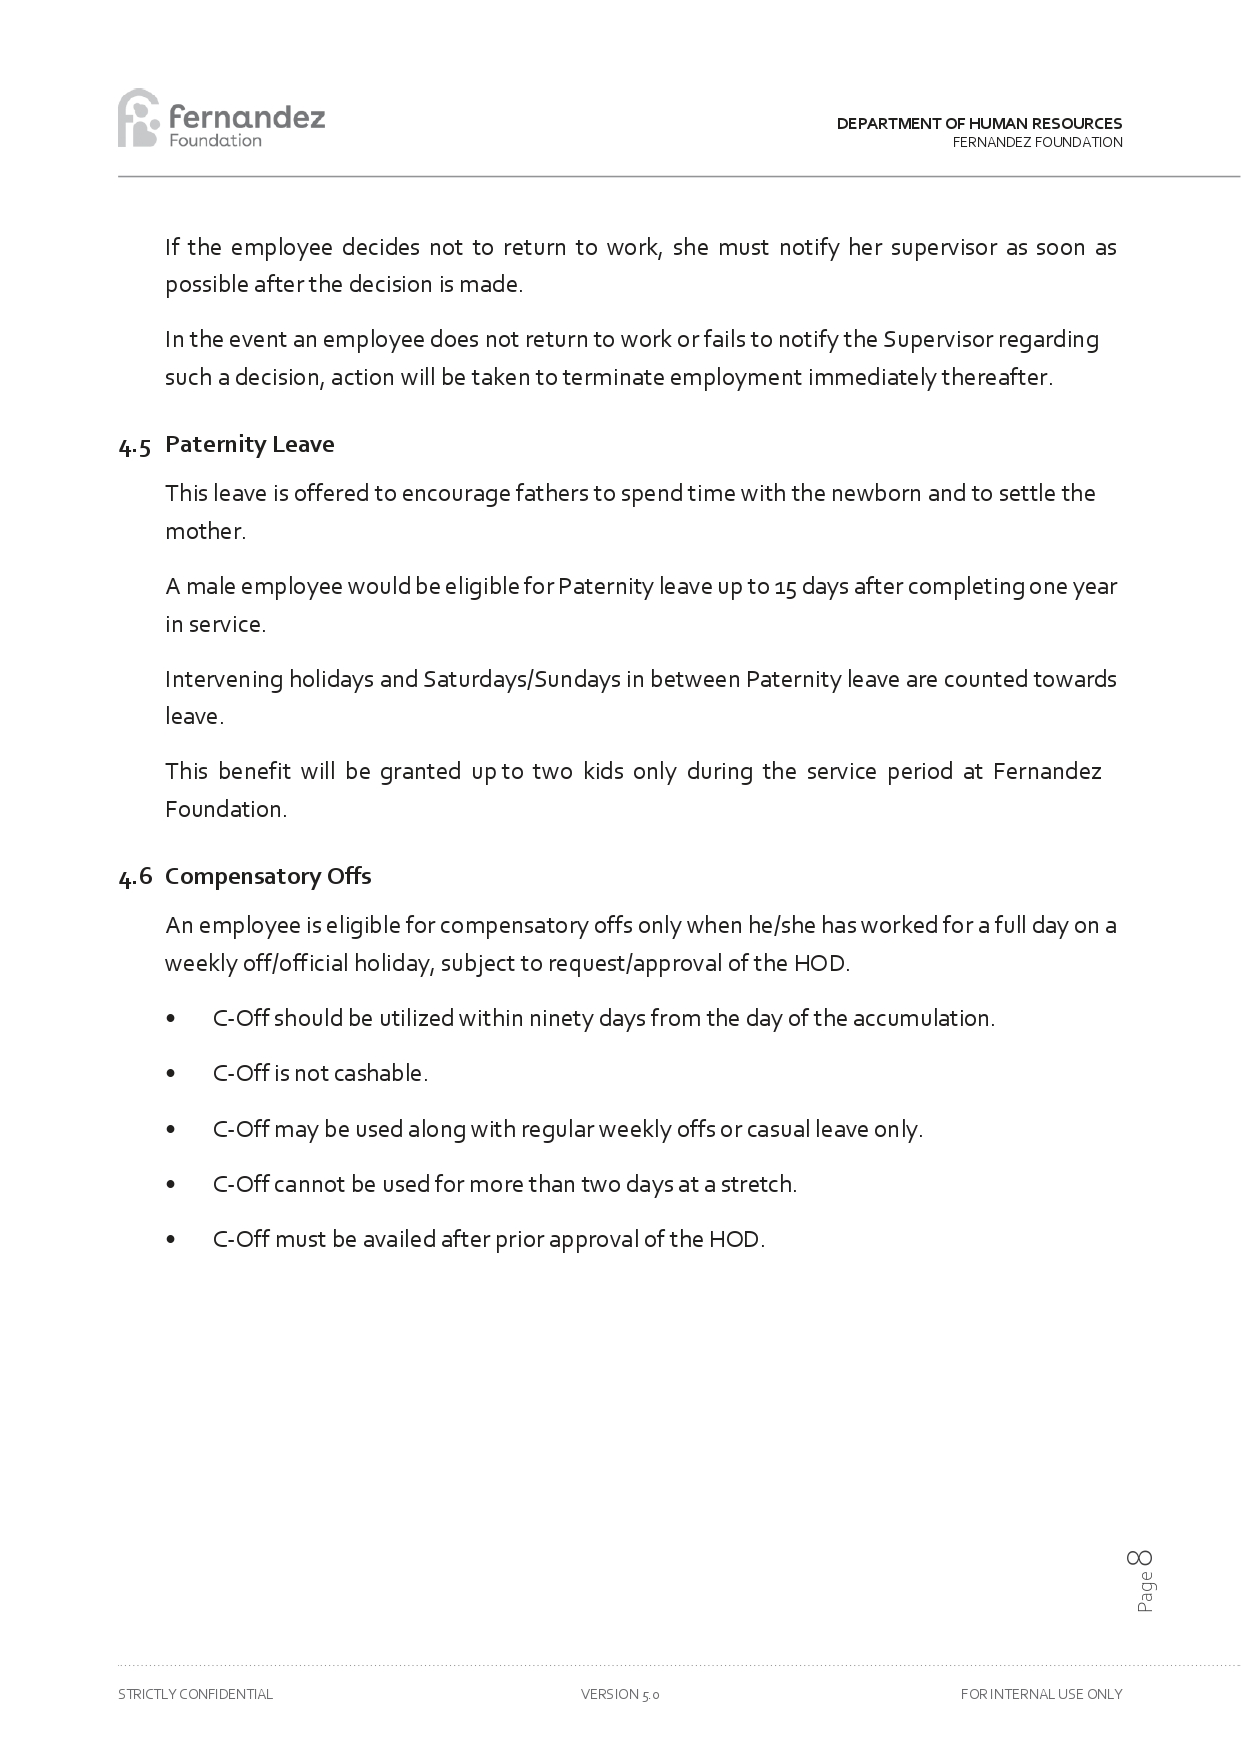 fernandez
Foundation
DEPARTMENT OF HUMAN RESOURCES
FERNANDEZ FOUNDATION
If the employee decides not to return to work, she must notify her supervisor as soon as
possible after the decision is made.
In the event an employee does not return to work or fails to notify the Supervisor regarding
such a decision, action will be taken to terminate employment immediately thereafter.
4.5 Paternity Leave
This leave is offered to encourage fathers to spend time with the newborn and to settle the
mother.
A male employee would be eligible for Paternity leave up to 15 days after completing one year
in service.
Intervening holidays and Saturdays/Sundays in between Paternity leave are counted towards
leave.
This benefit will be granted up to two kids only during the service period at Fernandez
Foundation.
4.6 Compensatory Offs
An employee is eligible for compensatory offs only when he/she has worked for a full day on a
weekly off/official holiday, subject to request/approval of the HOD.
• C-Off should be utilized within ninety days from the day of the accumulation.
• C-Off is not cashable.
• C-Off may be used along with regular weekly offs or casual leave only.
• C-Off cannot be used for more than two days at a stretch.
• C-Off must be availed after prior approval of the HOD.
Page 8
STRICTLY CONFIDENTIAL
VERSION 5.0
FOR INTERNAL USE ONLY